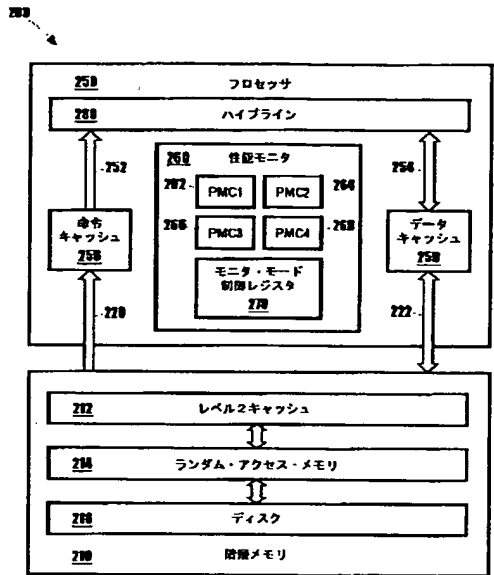 200
250 プロセッサ
280 パイプライン
252
260 性能モニタ
254
262 PMC1 PMC2 264
266 PMC3 PMC4 268
命令
キャッシュ
データ
キャッシュ
モニタ・モード
制御レジスタ
270
220
222
212 レベル2キャッシュ
214 ランダム・アクセス・メモリ
ディスク
210 階層メモリ